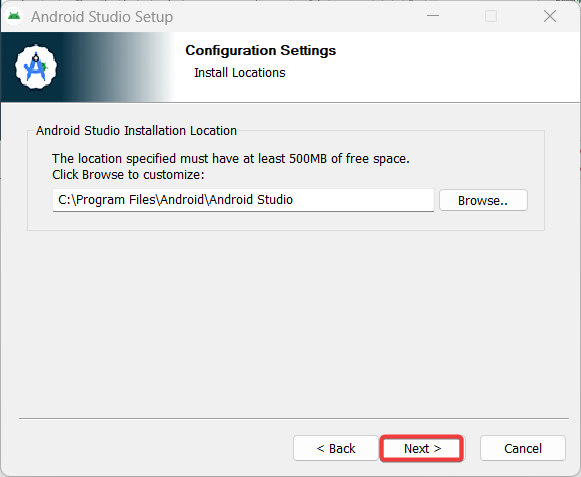 Android Studio Setup
Configuration Settings
Install Locations
Android Studio Installation Location
The location specified must have at least 500MB of free space.
Click Browse to customize:
C:\Program Files\Android\Android Studio
Browse..
< Back
Next >
Cancel